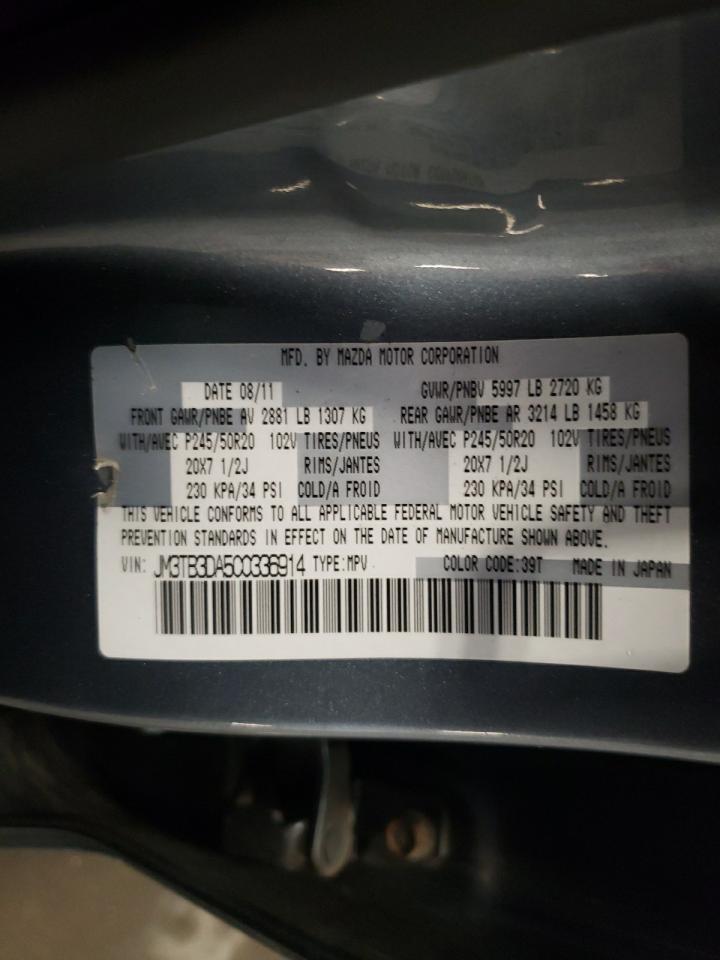 MFD. BY MAZDA MOTOR CORPORATION
DATE 08/11 GVWR/PNBV 5997 LB 2720 KG
FRONT GAWR/PNBE AV 2881 LB 1307 KG REAR GAWR/PNBE AR 3214 LB 1458 KG
WITH/AVEC P245/50R20 102V TIRES/PNEUS WITH/AVEC P245/50R20 102V TIRES/PNEUS
20X7 1/2J RIMS/JANTES 20X7 1/2J RIMS/JANTES
230 KPA/34 PSI COLD/A FROID 230 KPA/34 PSI COLD/A FROID
THIS VEHICLE CONFORMS TO ALL APPLICABLE FEDERAL MOTOR VEHICLE SAFETY AND THEFT
PREVENTION STANDARDS IN EFFECT ON THE DATE OF MANUFACTURE SHOWN ABOVE.
VIN: JM3TB3DA5C0336914 TYPE:MPV COLOR CODE:39T MADE IN JAPAN